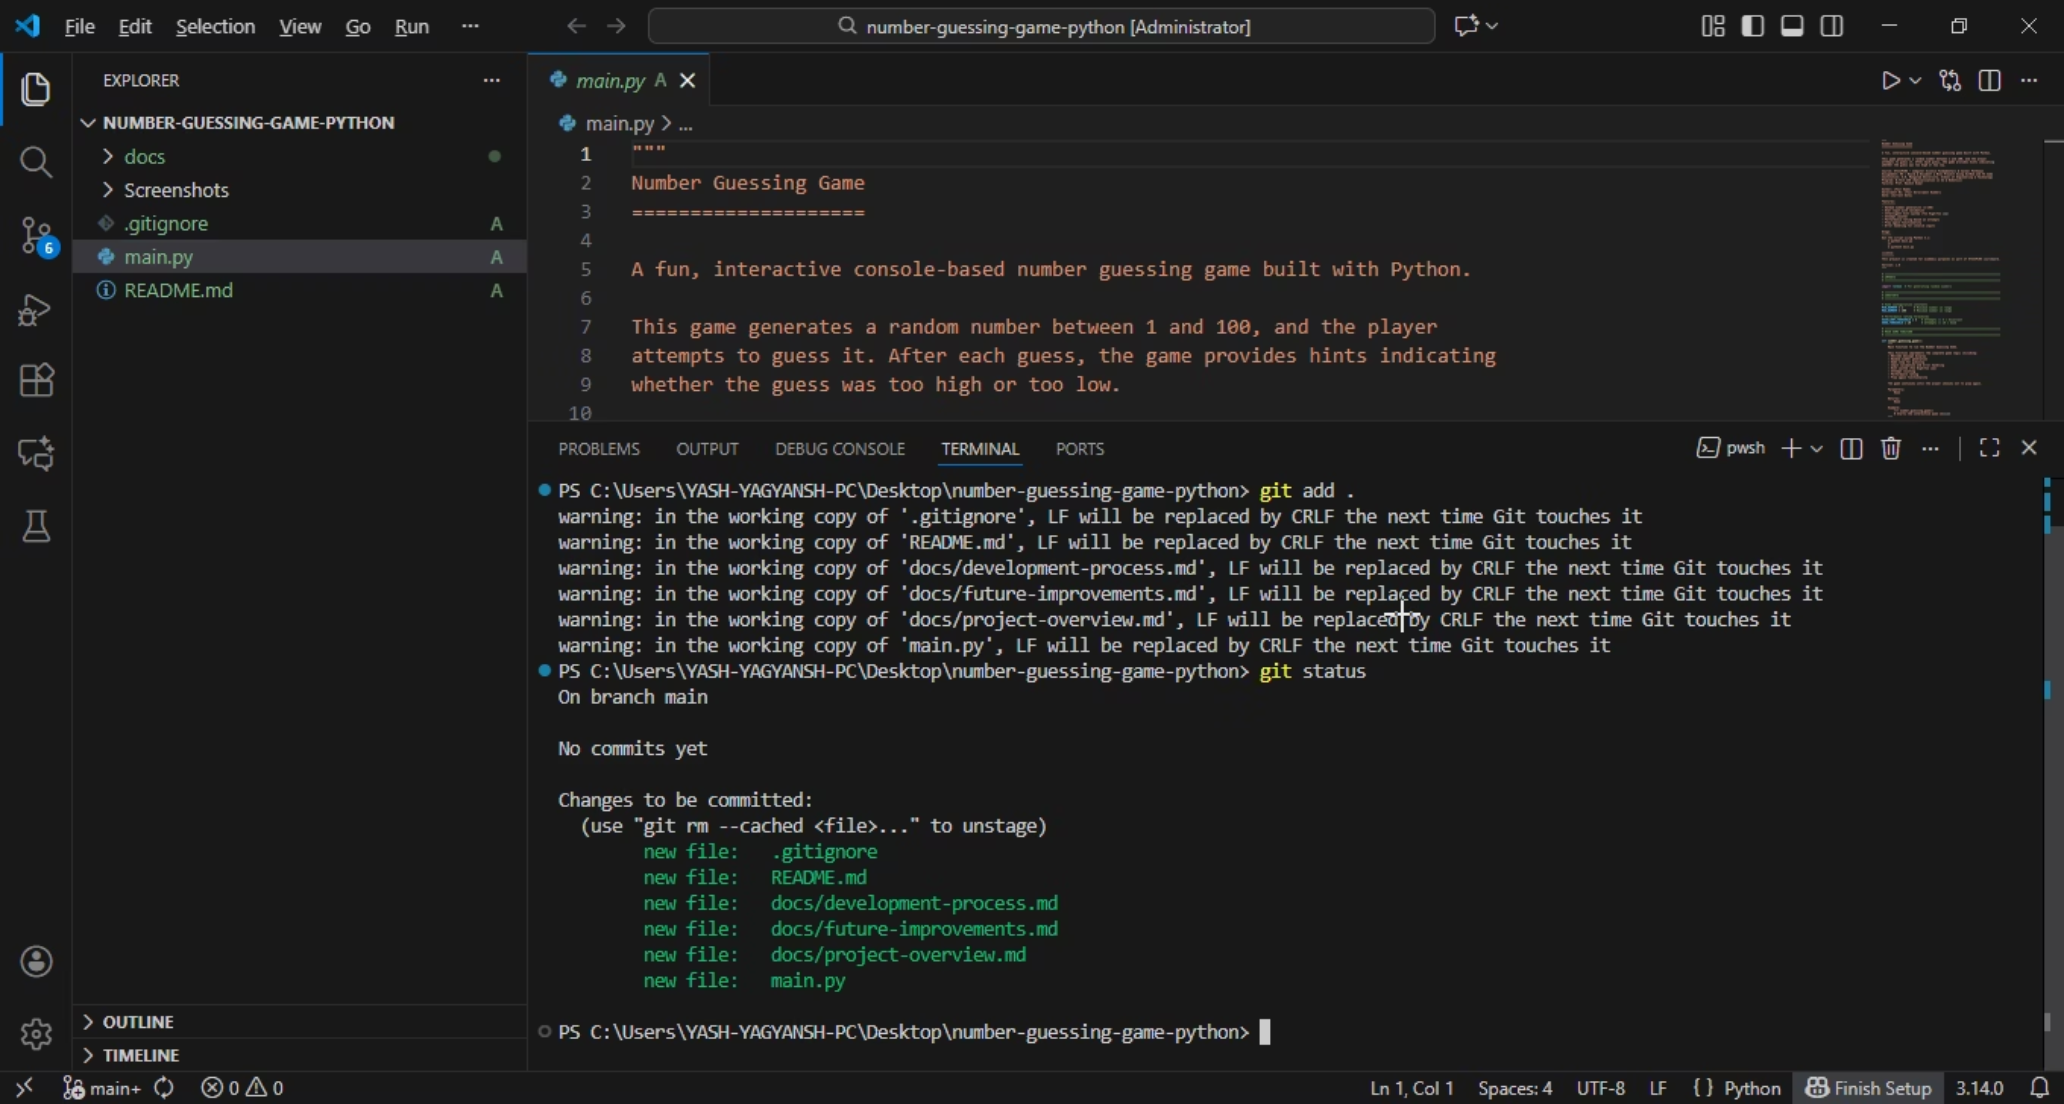 File Edit Selection View Go Run ···
number-guessing-game-python [Administrator]
EXPLORER ···
NUMBER-GUESSING-GAME-PYTHON
docs
Screenshots
.gitignore A
main.py A
README.md A
6
OUTLINE
TIMELINE
main.py A
main.py > ...
1 """
2 Number Guessing Game
3 ====================
4
5 A fun, interactive console-based number guessing game built with Python.
6
7 This game generates a random number between 1 and 100, and the player
8 attempts to guess it. After each guess, the game provides hints indicating
9 whether the guess was too high or too low.
10
PROBLEMS OUTPUT DEBUG CONSOLE TERMINAL PORTS
pwsh
PS C:\Users\YASH-YAGYANSH-PC\Desktop\number-guessing-game-python> git add .
warning: in the working copy of '.gitignore', LF will be replaced by CRLF the next time Git touches it
warning: in the working copy of 'README.md', LF will be replaced by CRLF the next time Git touches it
warning: in the working copy of 'docs/development-process.md', LF will be replaced by CRLF the next time Git touches it
warning: in the working copy of 'docs/future-improvements.md', LF will be replaced by CRLF the next time Git touches it
warning: in the working copy of 'docs/project-overview.md', LF will be replaced by CRLF the next time Git touches it
warning: in the working copy of 'main.py', LF will be replaced by CRLF the next time Git touches it
PS C:\Users\YASH-YAGYANSH-PC\Desktop\number-guessing-game-python> git status
On branch main
No commits yet
Changes to be committed:
(use "git rm --cached <file>..." to unstage)
new file: .gitignore
new file: README.md
new file: docs/development-process.md
new file: docs/future-improvements.md
new file: docs/project-overview.md
new file: main.py
PS C:\Users\YASH-YAGYANSH-PC\Desktop\number-guessing-game-python>
main+ 0 0 Ln 1, Col 1 Spaces: 4 UTF-8 LF { } Python Finish Setup 3.14.0